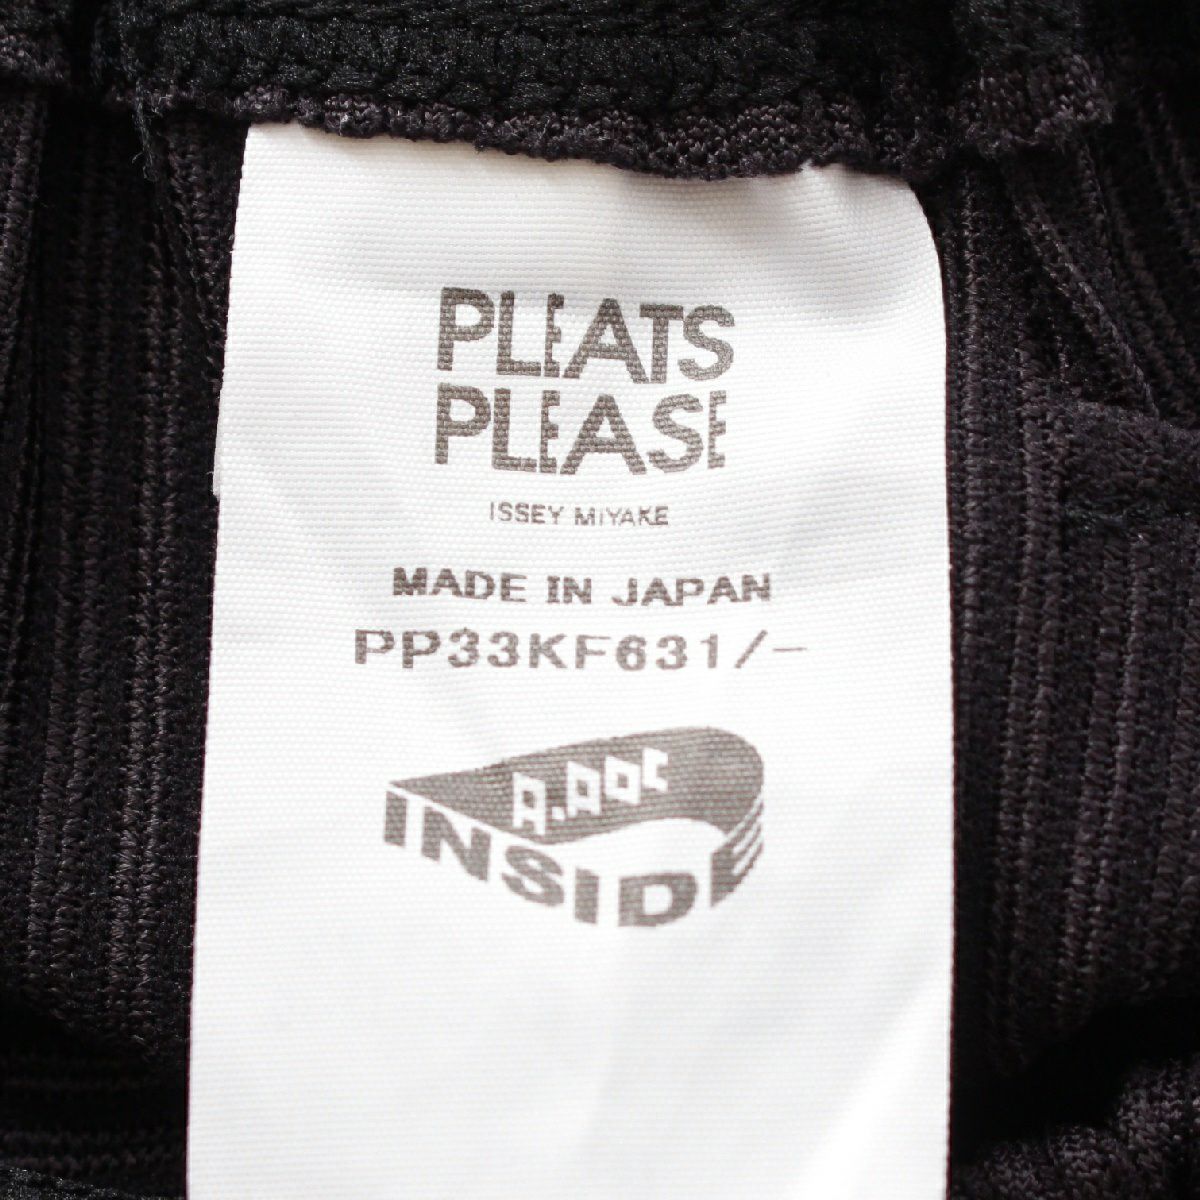 PLEATS
PLEASE
ISSEY MIYAKE
MADE IN JAPAN
PP33KF631/-
A-POC
INSIDE